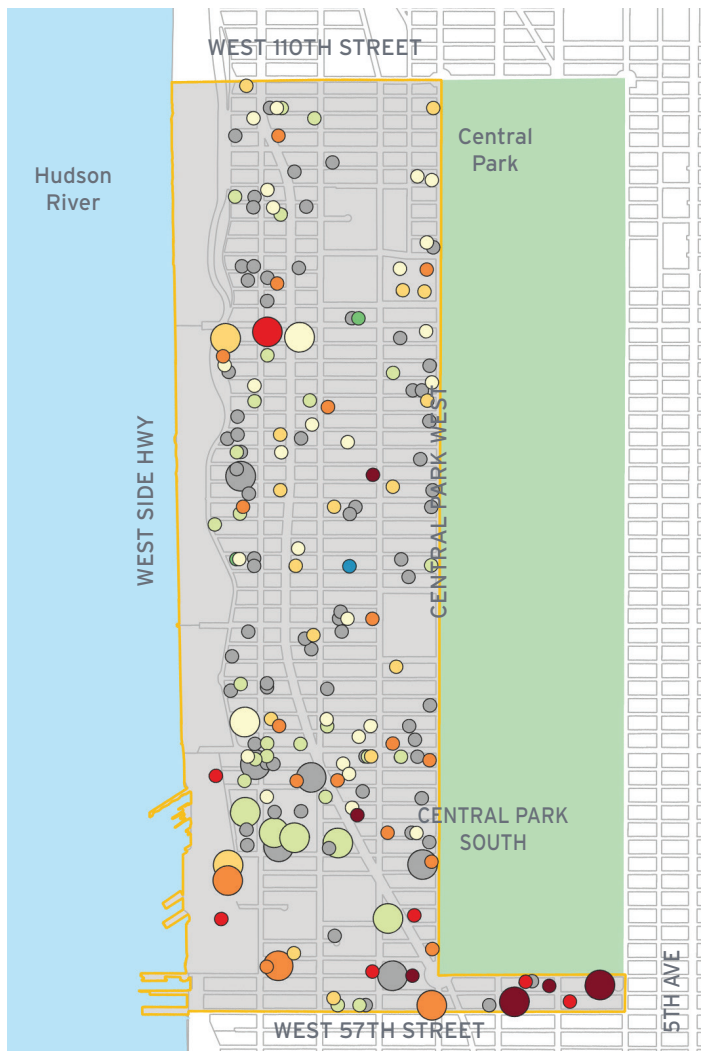 WEST 110TH STREET
Central
Park
Hudson
River
WEST SIDE HWY
CENTRAL PARK WEST
CENTRAL PARK
SOUTH
5TH AVE
WEST 57TH STREET